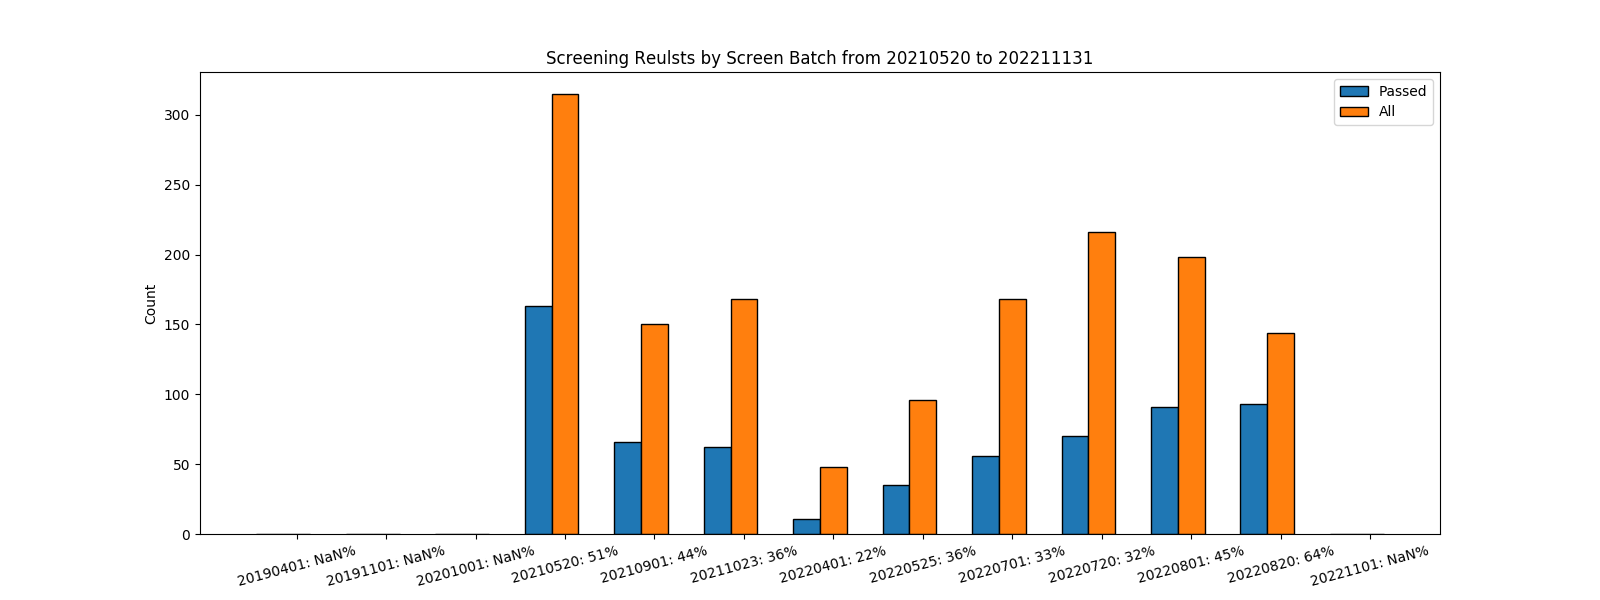 Screening Reulsts by Screen Batch from 20210520 to 202211131
Passed
All
Count
300
250
200
150
100
50
0
20190401: NaN%
20191101: NaN%
20201001: NaN%
20210520: 51%
20210901: 44%
20211023: 36%
20220401: 22%
20220525: 36%
20220701: 33%
20220720: 32%
20220801: 45%
20220820: 64%
20221101: NaN%